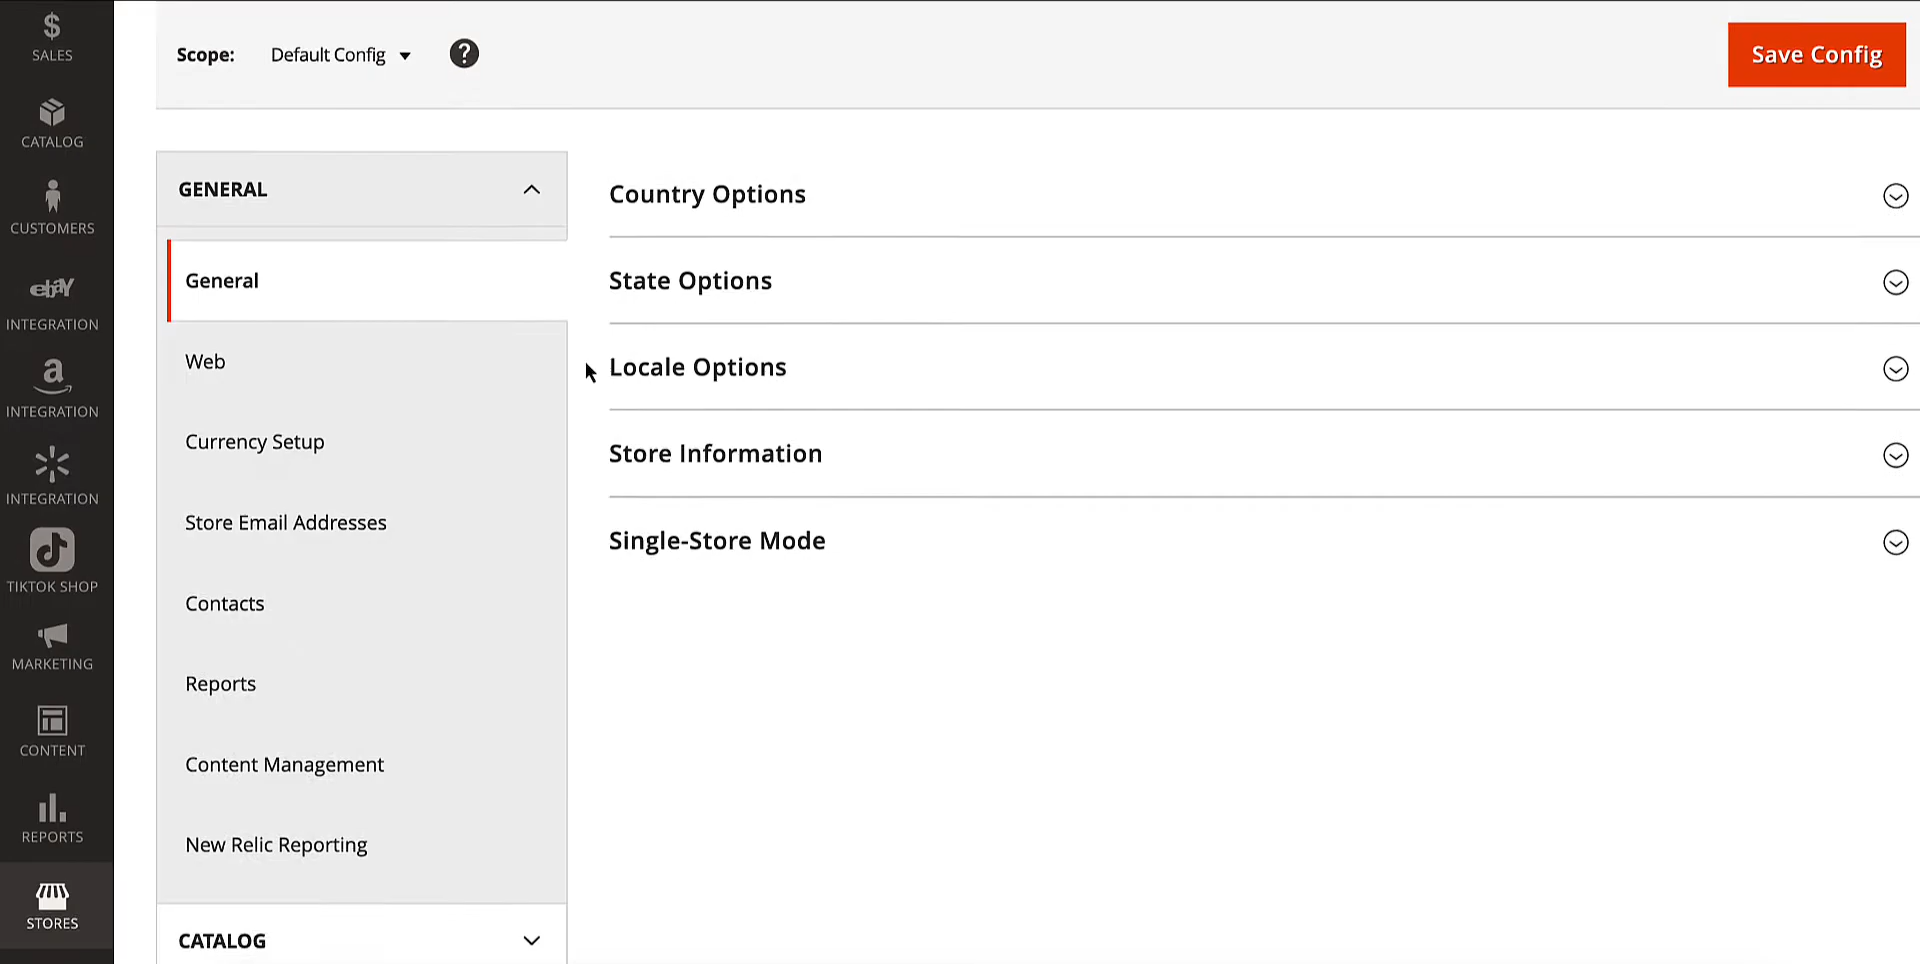 SALES
CATALOG
CUSTOMERS
ebay
INTEGRATION
a
INTEGRATION
INTEGRATION
TIKTOK SHOP
MARKETING
CONTENT
REPORTS
STORES
Scope: Default Config ?
Save Config
GENERAL
General
Web
Currency Setup
Store Email Addresses
Contacts
Reports
Content Management
New Relic Reporting
CATALOG
Country Options
State Options
Locale Options
Store Information
Single-Store Mode